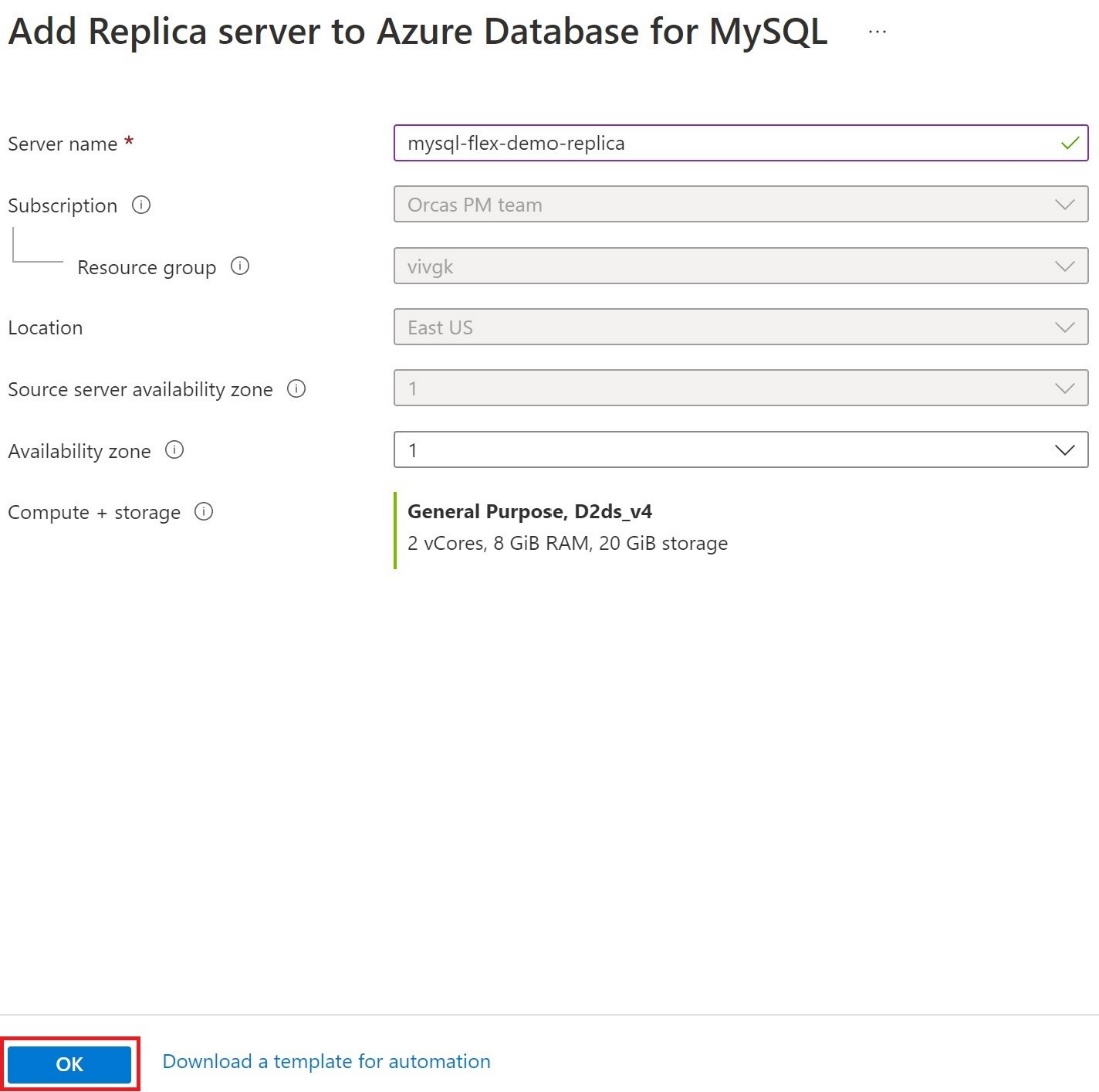 Add Replica server to Azure Database for MySQL ...
Server name * mysql-flex-demo-replica
Subscription Orcas PM team
Resource group vivgk
Location East US
Source server availability zone 1
Availability zone 1
Compute + storage General Purpose, D2ds_v4
2 vCores, 8 GiB RAM, 20 GiB storage
OK Download a template for automation